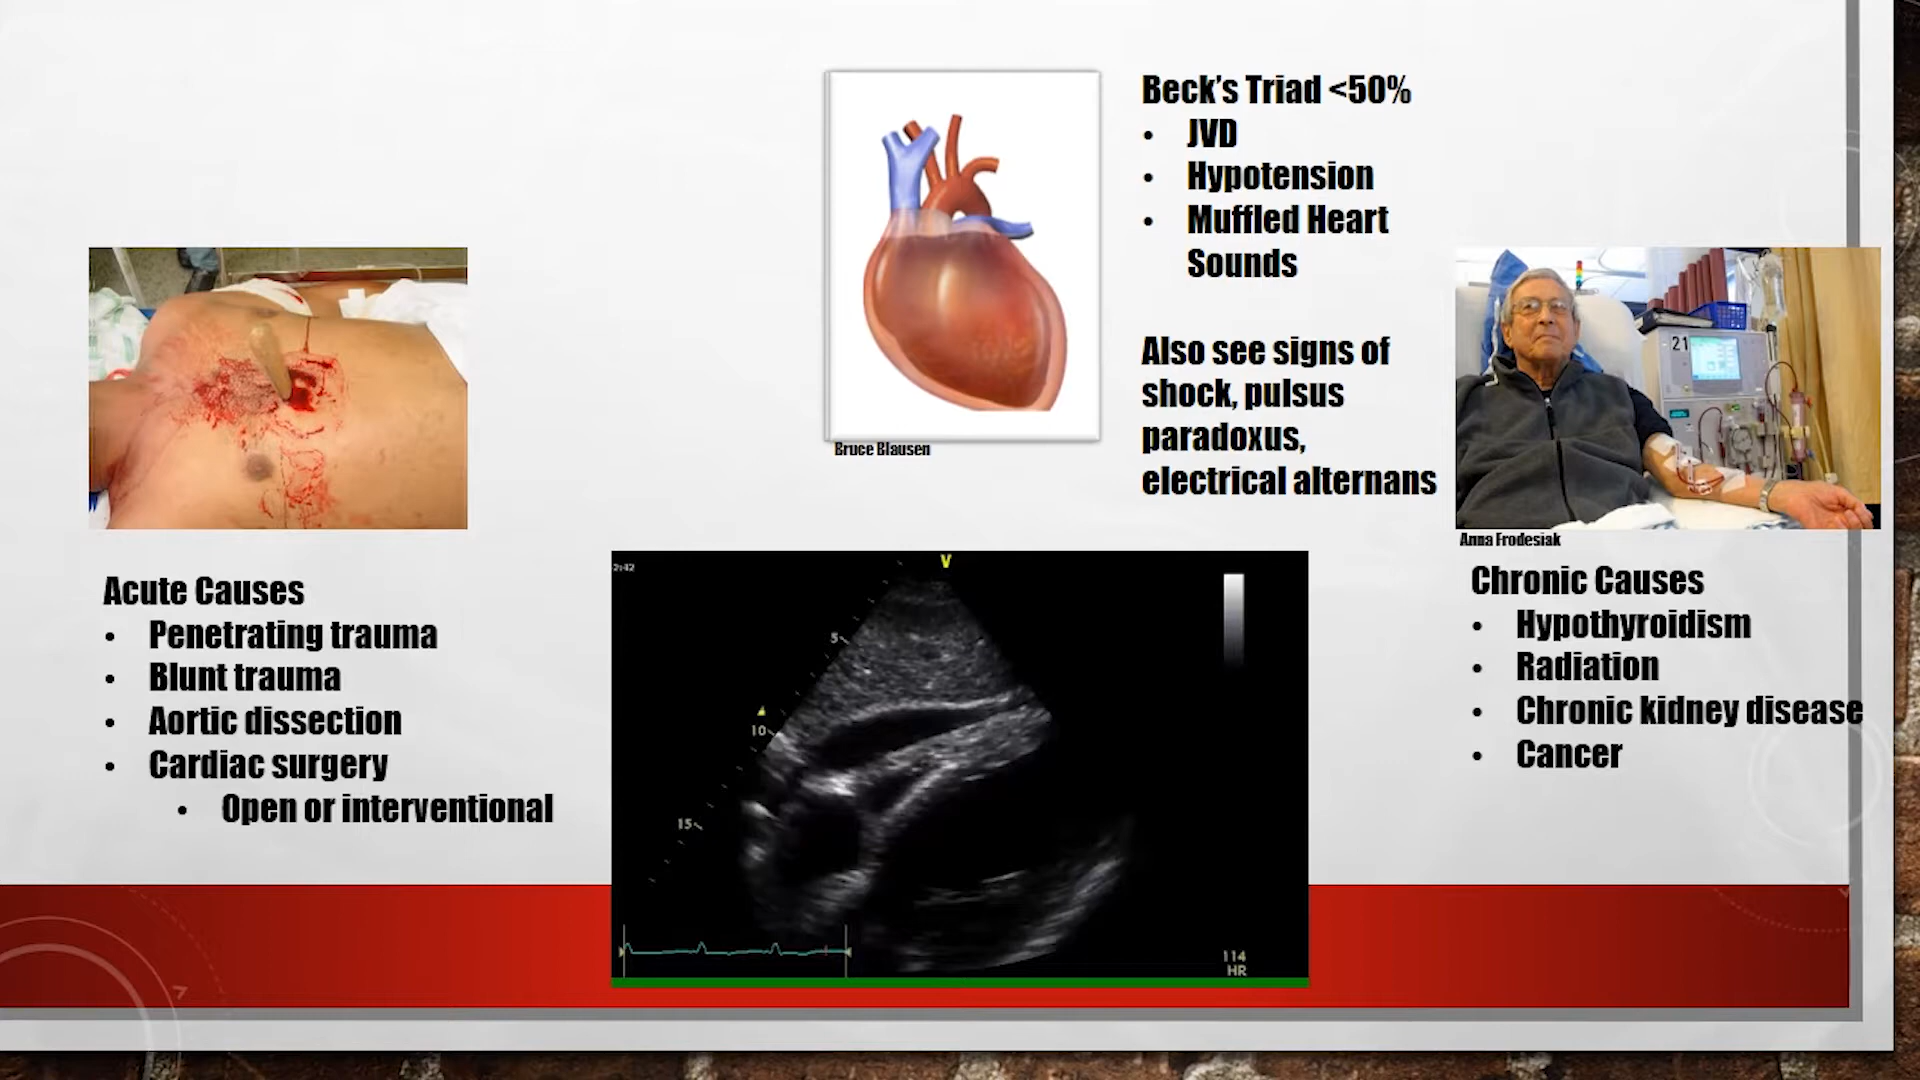 Beck's Triad <50%
• JVD
• Hypotension
• Muffled Heart
Sounds
Also see signs of
shock, pulsus
paradoxus,
electrical alternans
Bruce Blausen
Anna Frodesiak
Acute Causes
• Penetrating trauma
• Blunt trauma
• Aortic dissection
• Cardiac surgery
• Open or interventional
Chronic Causes
• Hypothyroidism
• Radiation
• Chronic kidney disease
• Cancer
21
2:42
V
5
10
15
114
HR